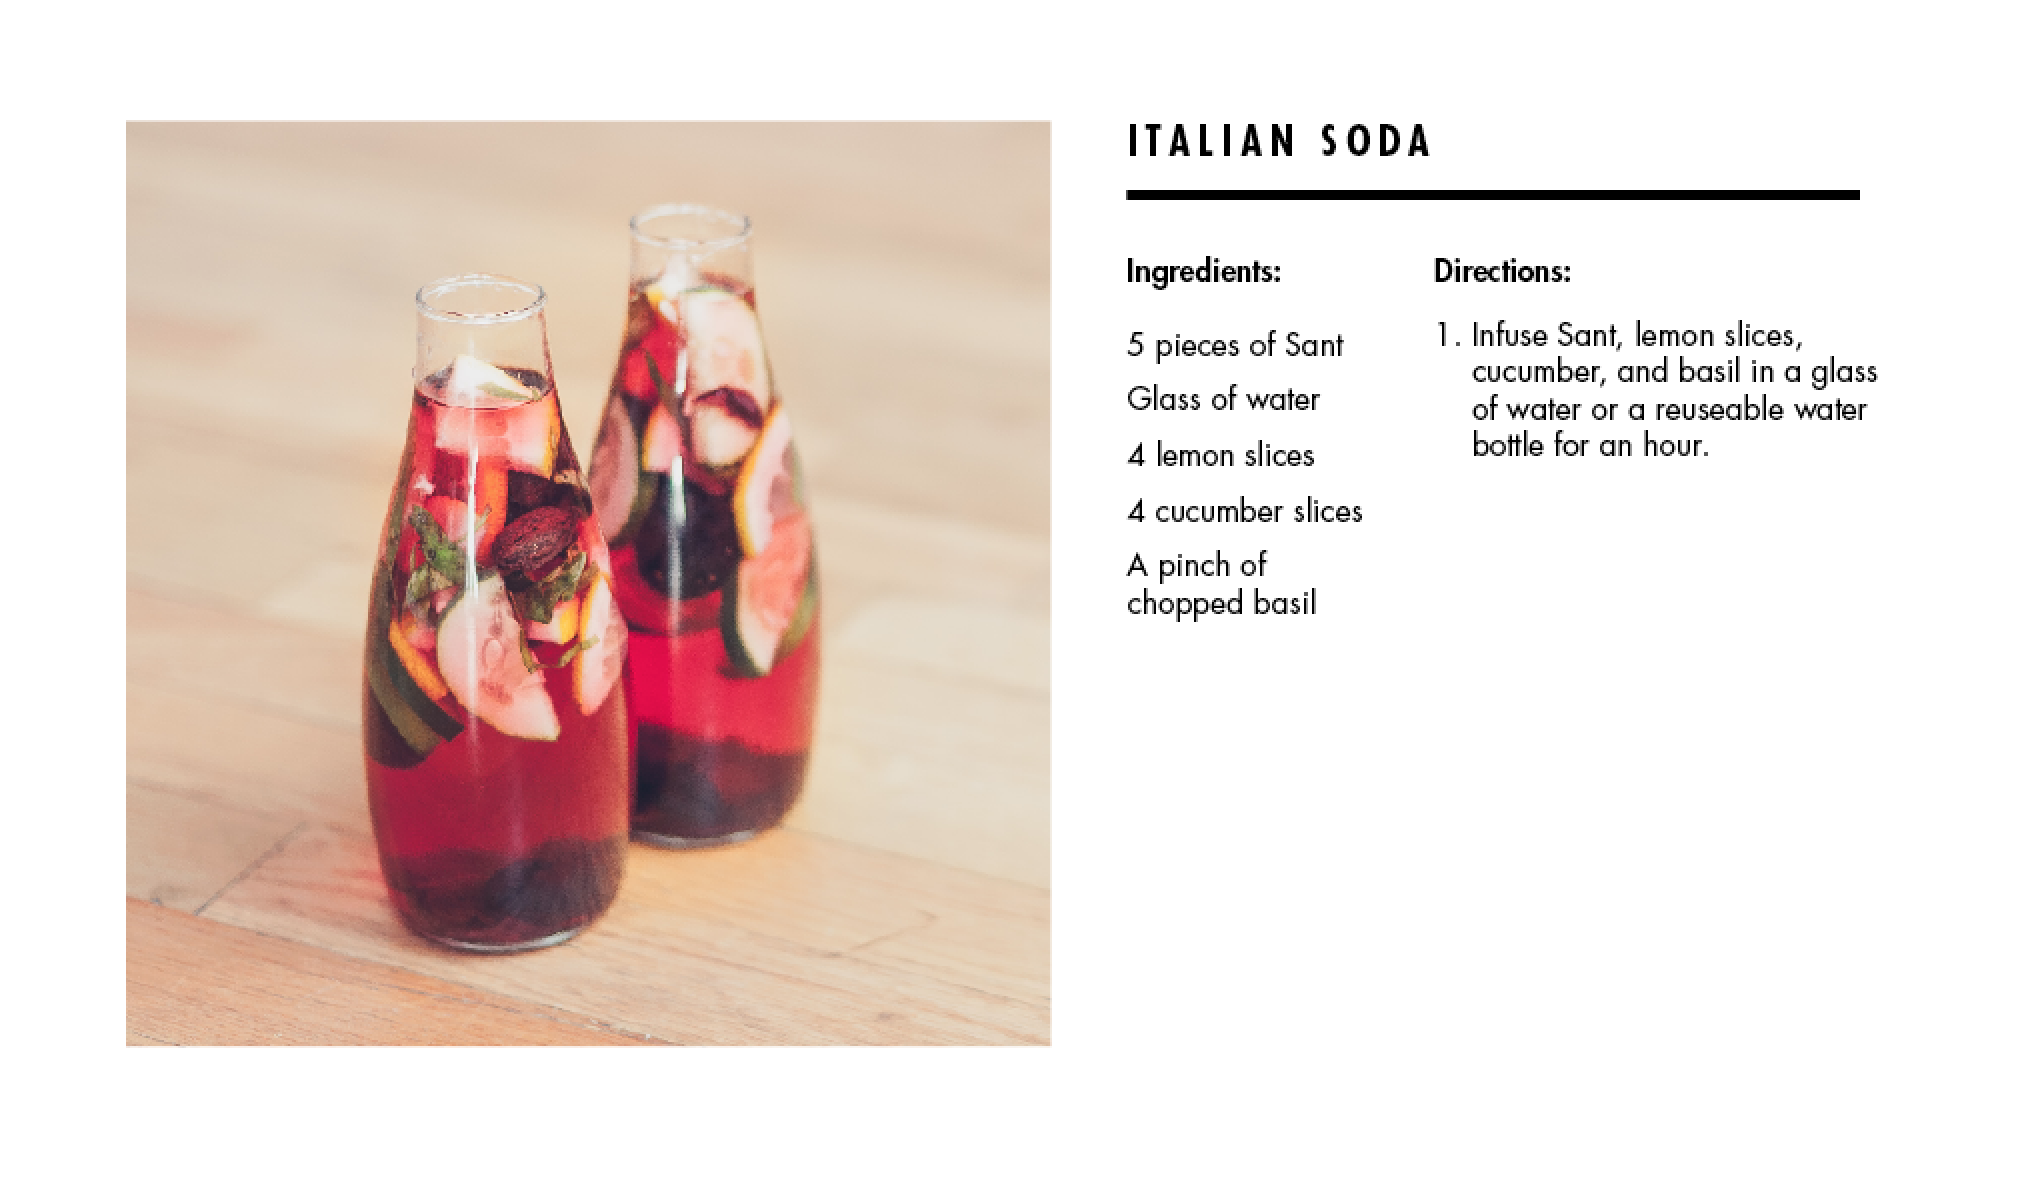 ITALIAN SODA
Ingredients:
5 pieces of Sant
Glass of water
4 lemon slices
4 cucumber slices
A pinch of
chopped basil
Directions:
1. Infuse Sant, lemon slices,
cucumber, and basil in a glass
of water or a reuseable water
bottle for an hour.